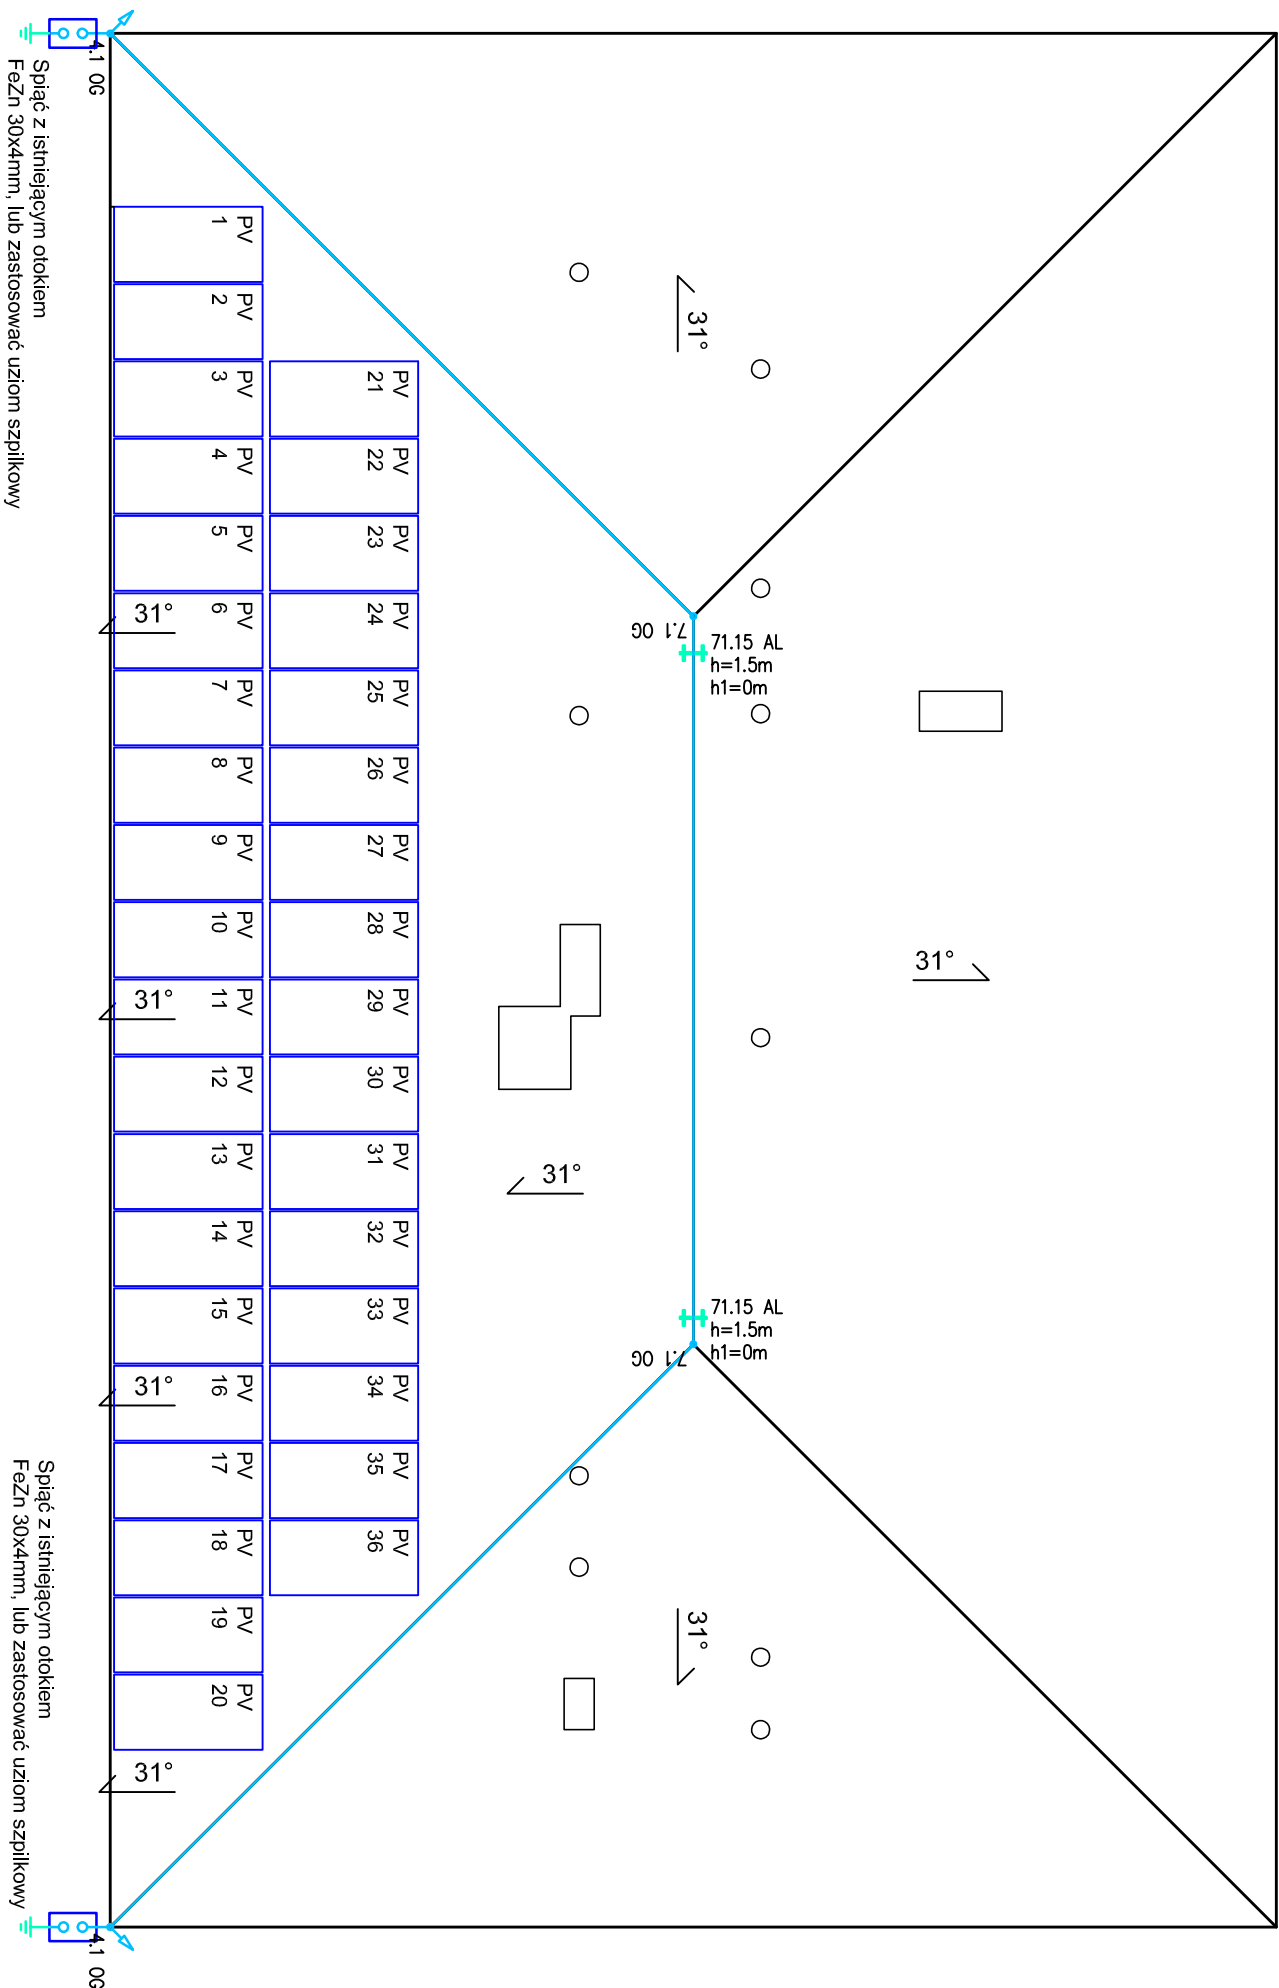 4.1 OG
Spiąć z istniejącym otokiem
FeZn 30x4mm, lub zastosować uziom szpilkowy
PV
1
PV
2
PV
3
PV
4
PV
5
PV
6
PV
7
PV
8
PV
9
PV
10
PV
11
PV
12
PV
13
PV
14
PV
15
PV
16
PV
17
PV
18
PV
19
PV
20
PV
21
PV
22
PV
23
PV
24
PV
25
PV
26
PV
27
PV
28
PV
29
PV
30
PV
31
PV
32
PV
33
PV
34
PV
35
PV
36
31°
31°
31°
31°
31°
31°
31°
31°
7.1 OG
71.15 AL
h=1.5m
h1=0m
7.1 OG
71.15 AL
h=1.5m
h1=0m
Spiąć z istniejącym otokiem
FeZn 30x4mm, lub zastosować uziom szpilkowy
4.1 OG